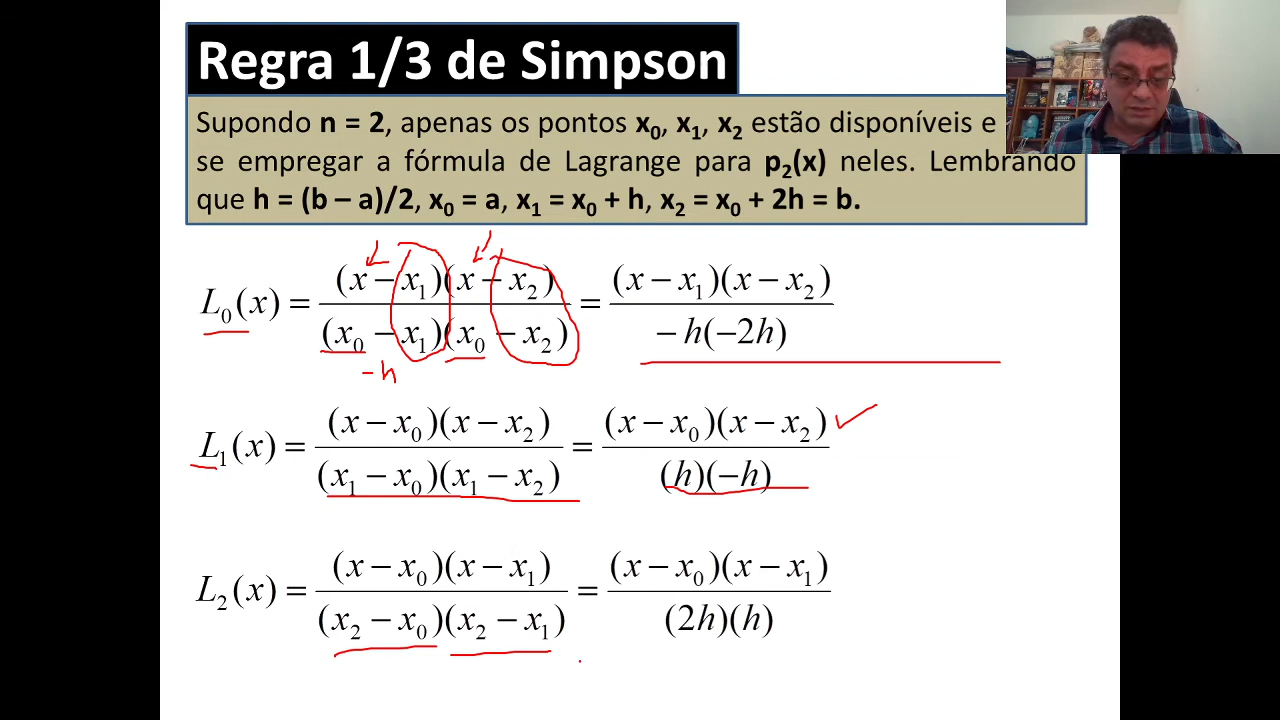 Regra 1/3 de Simpson
Supondo n = 2, apenas os pontos x₀, x₁, x₂ estão disponíveis e
se empregar a fórmula de Lagrange para p₂(x) neles. Lembrando
que h = (b – a)/2, x₀ = a, x₁ = x₀ + h, x₂ = x₀ + 2h = b.
L₀(x) = (x − x₁)(x − x₂) / (x₀ − x₁)(x₀ − x₂) = (x − x₁)(x − x₂) / − h(−2h)
−h
L₁(x) = (x − x₀)(x − x₂) / (x₁ − x₀)(x₁ − x₂) = (x − x₀)(x − x₂) / (h)(−h) ✓
L₂(x) = (x − x₀)(x − x₁) / (x₂ − x₀)(x₂ − x₁) = (x − x₀)(x − x₁) / (2h)(h)